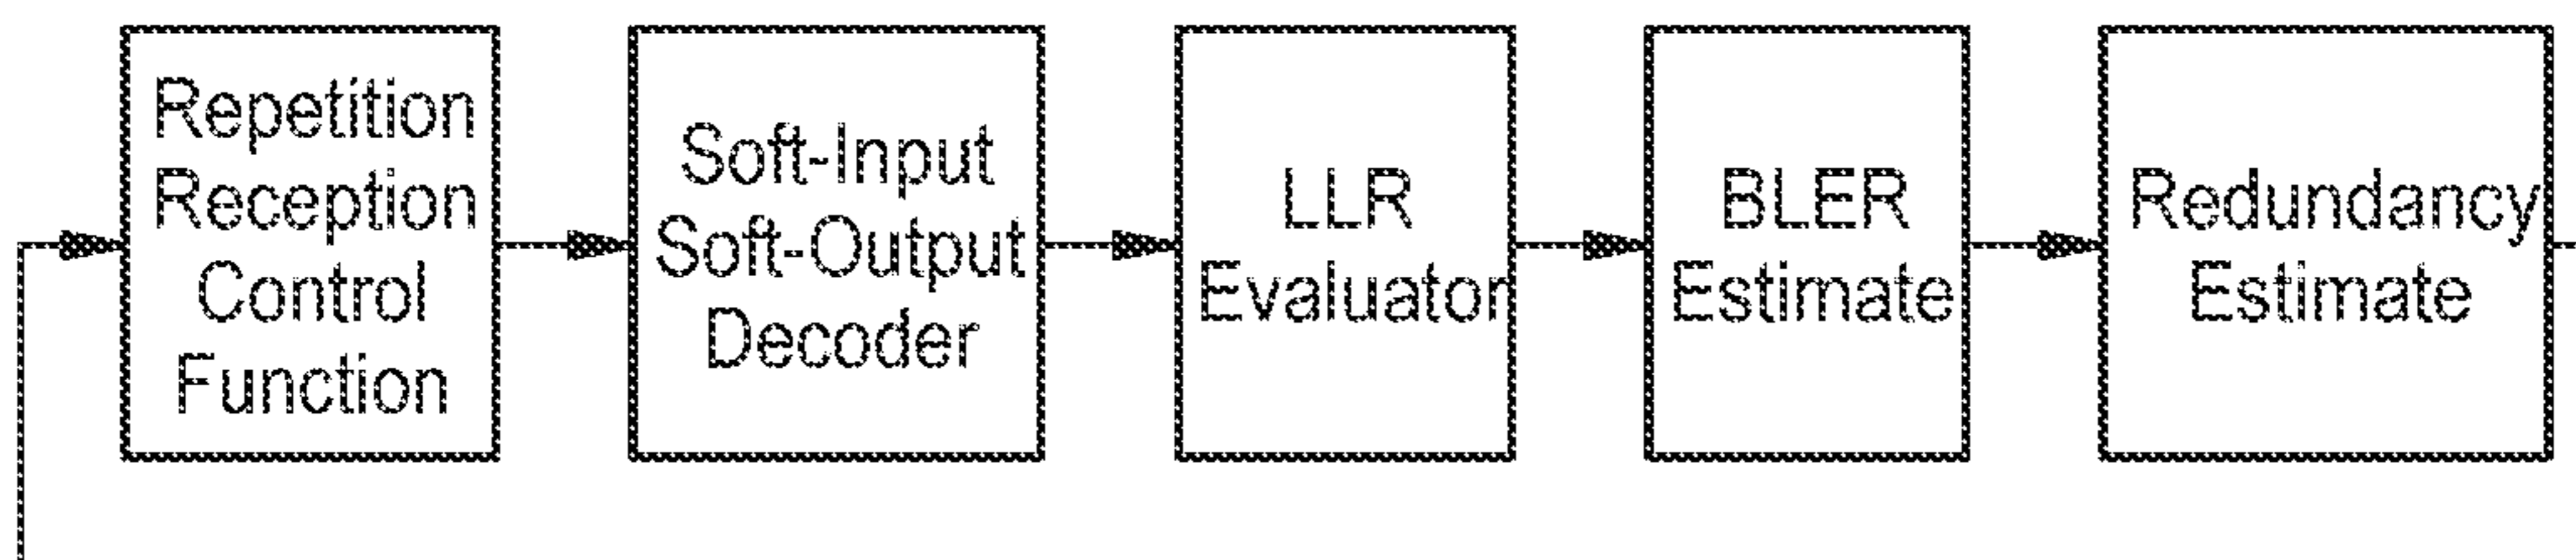 Repetition
Reception
Control
Function
Soft-Input
Soft-Output
Decoder
LLR
Evaluator
BLER
Estimate
Redundancy
Estimate